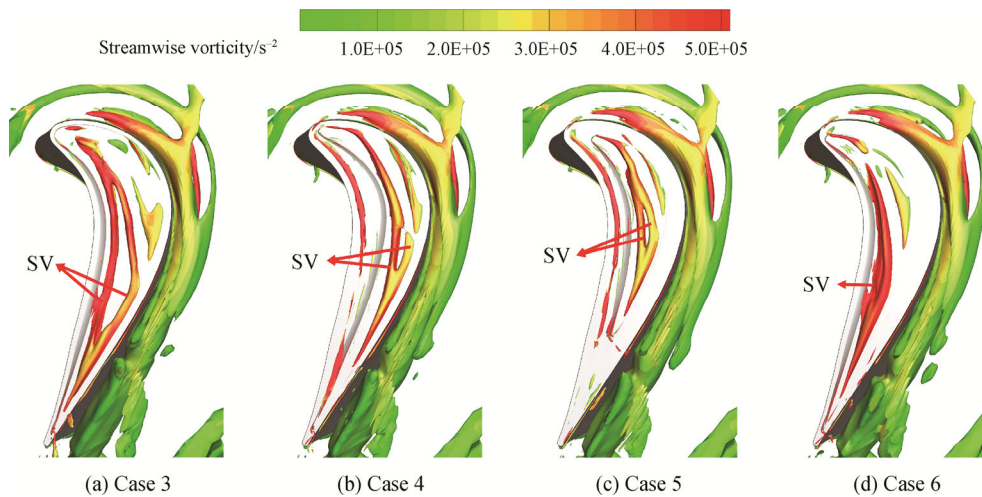 Streamwise vorticity/s⁻²
1.0E+05 2.0E+05 3.0E+05 4.0E+05 5.0E+05
SV
SV
SV
SV
(a) Case 3 (b) Case 4 (c) Case 5 (d) Case 6